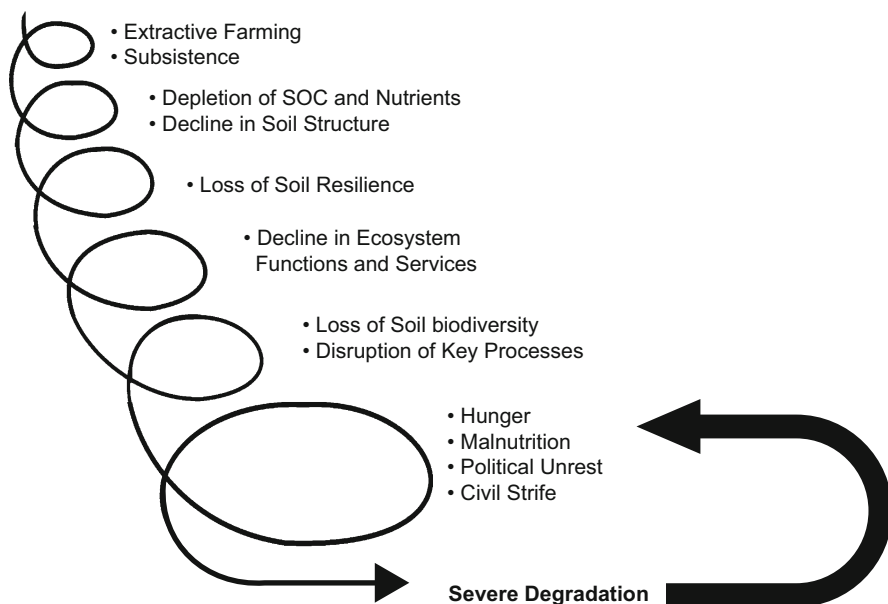 • Extractive Farming
• Subsistence
• Depletion of SOC and Nutrients
• Decline in Soil Structure
• Loss of Soil Resilience
• Decline in Ecosystem
Functions and Services
• Loss of Soil biodiversity
• Disruption of Key Processes
• Hunger
• Malnutrition
• Political Unrest
• Civil Strife
Severe Degradation